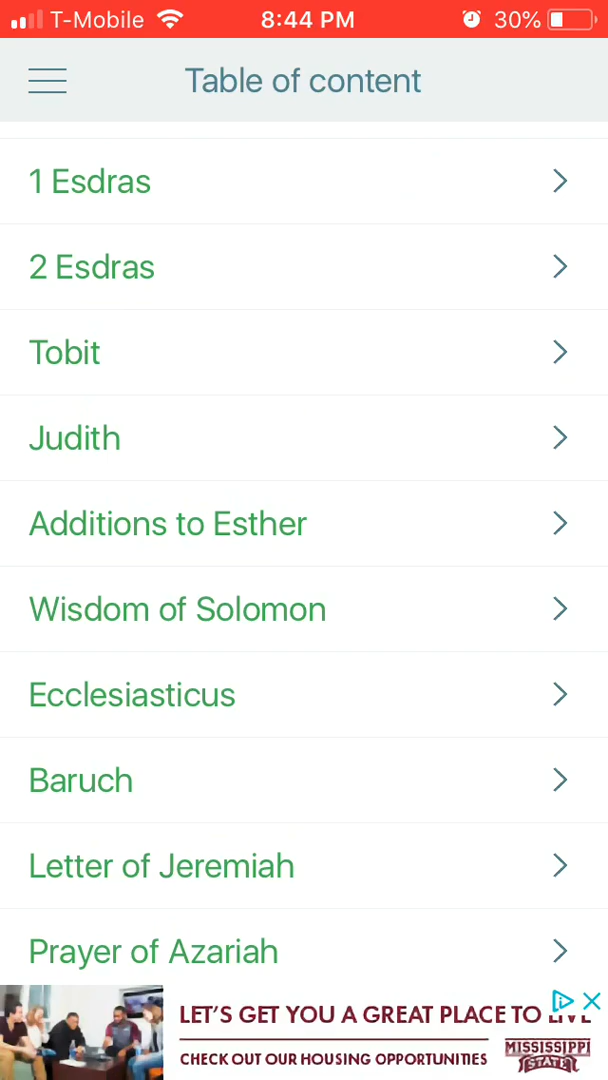 T-Mobile 8:44 PM 30%
Table of content
1 Esdras
2 Esdras
Tobit
Judith
Additions to Esther
Wisdom of Solomon
Ecclesiasticus
Baruch
Letter of Jeremiah
Prayer of Azariah
LET'S GET YOU A GREAT PLACE TO LIVE
CHECK OUT OUR HOUSING OPPORTUNITIES
MISSISSIPPI
STATE